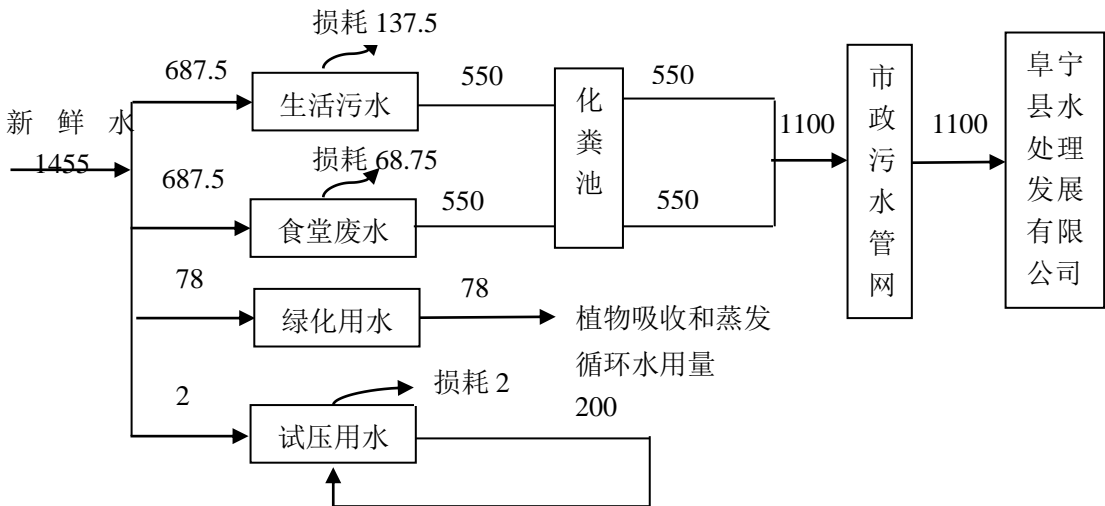 损耗 137.5
687.5
生活污水
550
化粪池
550
新鲜水
1455
1100
市政污水管网
1100
阜宁
县水
处理
发展
有限
公司
损耗 68.75
687.5
食堂废水
550
550
78
绿化用水
78
植物吸收和蒸发
循环水用量
200
损耗 2
2
试压用水